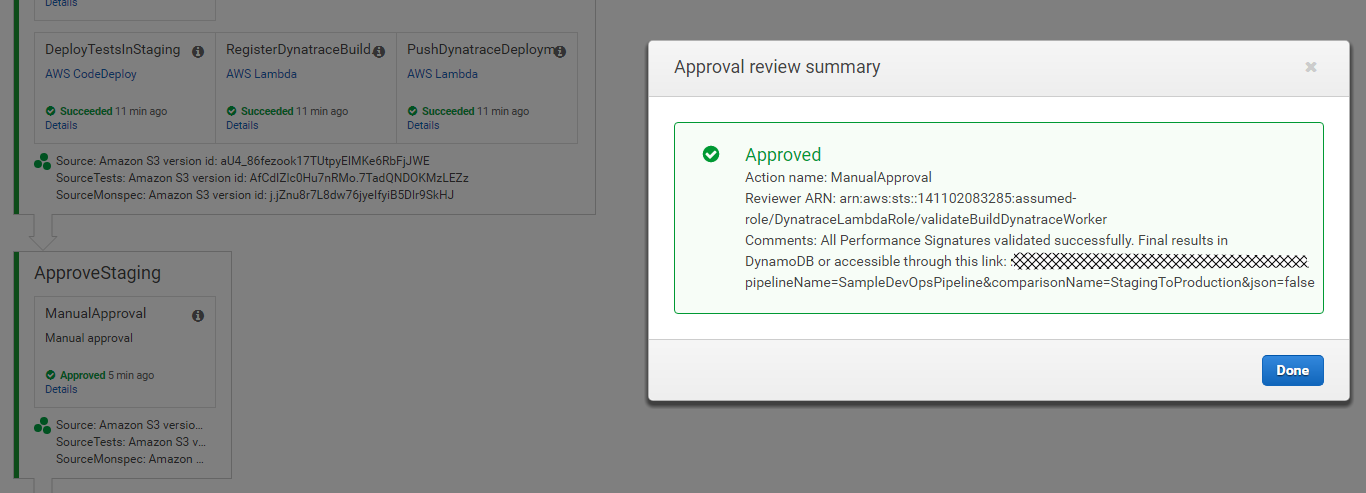 Details
DeployTestsInStaging
AWS CodeDeploy
Succeeded 11 min ago
Details
RegisterDynatraceBuild
AWS Lambda
Succeeded 11 min ago
Details
PushDynatraceDeploym
AWS Lambda
Succeeded 11 min ago
Details
Source: Amazon S3 version id: aU4_86fezook17TUtpyEIMKe6RbFjJWE
SourceTests: Amazon S3 version id: AfCdIZlc0Hu7nRMo.7TadQNDOKMzLEZz
SourceMonspec: Amazon S3 version id: j.jZnu8r7L8dw76jyeIfyiB5DIr9SkHJ
ApproveStaging
ManualApproval
Manual approval
Approved 5 min ago
Details
Source: Amazon S3 versio...
SourceTests: Amazon S3 v...
SourceMonspec: Amazon ...
Approval review summary
Approved
Action name: ManualApproval
Reviewer ARN: arn:aws:sts::141102083285:assumed-
role/DynatraceLambdaRole/validateBuildDynatraceWorker
Comments: All Performance Signatures validated successfully. Final results in
DynamoDB or accessible through this link:
pipelineName=SampleDevOpsPipeline&comparisonName=StagingToProduction&json=false
Done